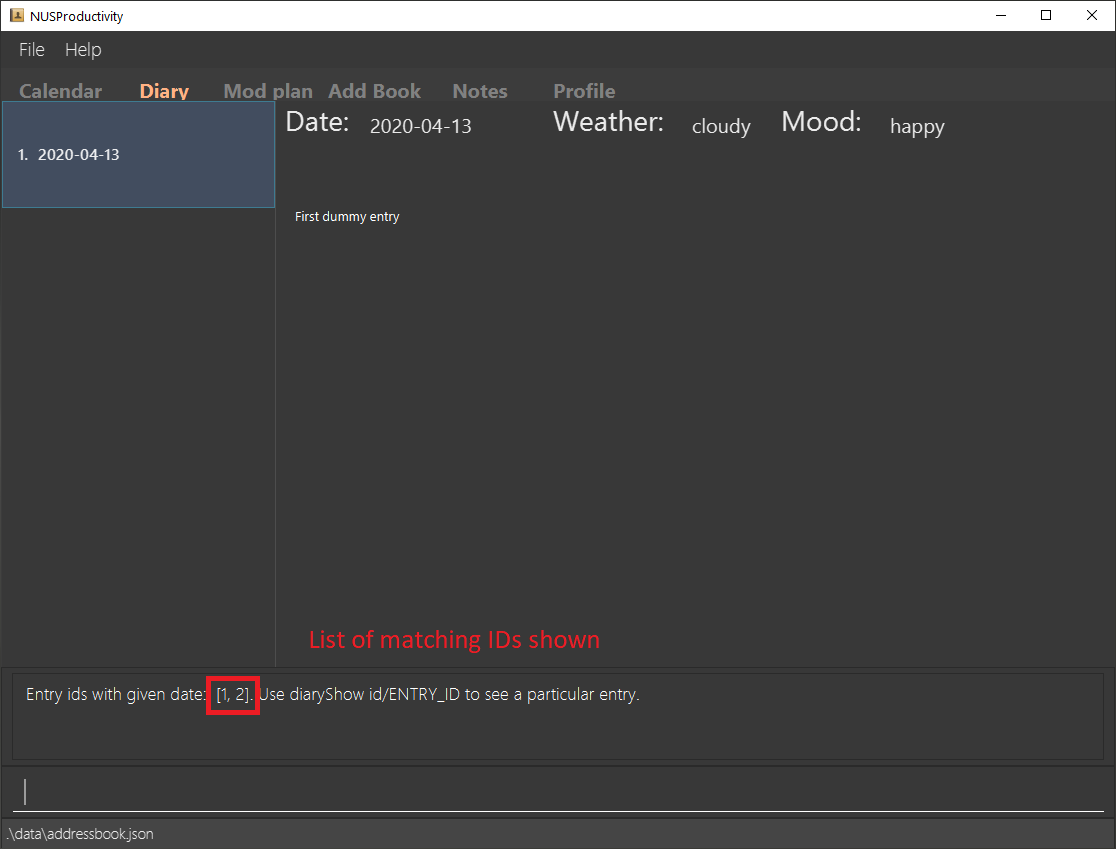 NUSProductivity
File Help
Calendar Diary Mod plan Add Book Notes Profile
1. 2020-04-13
Date: 2020-04-13 Weather: cloudy Mood: happy
First dummy entry
List of matching IDs shown
Entry ids with given date: [1, 2]. Use diaryShow id/ENTRY_ID to see a particular entry.
.\data\addressbook.json